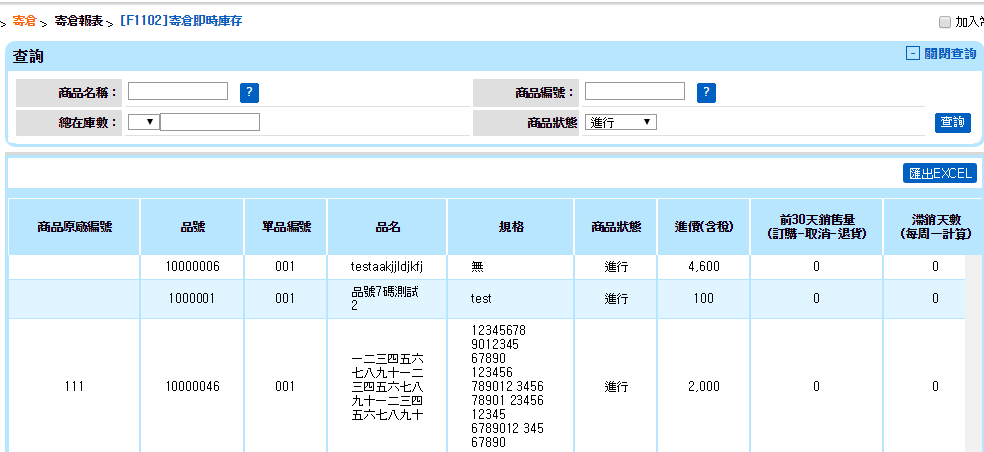 > 寄倉 > 寄倉報表 > [F1102]寄倉即時庫存
加入常
查詢
- 關閉查詢
商品名稱：
?
商品編號：
?
總在庫數：
商品狀態
進行
查詢
匯出EXCEL
商品原廠編號
品號
單品編號
品名
規格
商品狀態
進價(含稅)
前30天銷售量
(訂購-取消-退貨)
滯銷天數
(每周一計算)
10000006
001
testaakjjldjkfj
無
進行
4,600
0
0
1000001
001
品號7碼測試
2
test
進行
100
0
0
111
10000046
001
一二三四五六
七八九十一二
三四五六七八
九十一二三四
五六七八九十
12345678
9012345
67890
123456
789012 3456
78901 23456
12345
6789012 345
67890
進行
2,000
0
0